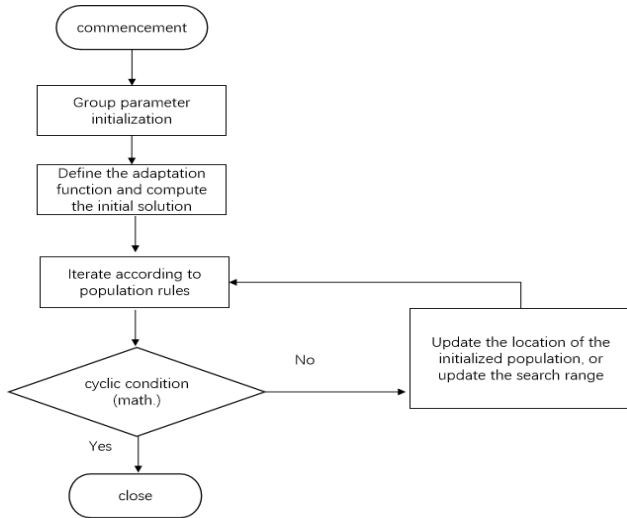 commencement
Group parameter
initialization
Define the adaptation
function and compute
the initial solution
Iterate according to
population rules
Update the location of the
initialized population, or
update the search range
No
cyclic condition
(math.)
Yes
close